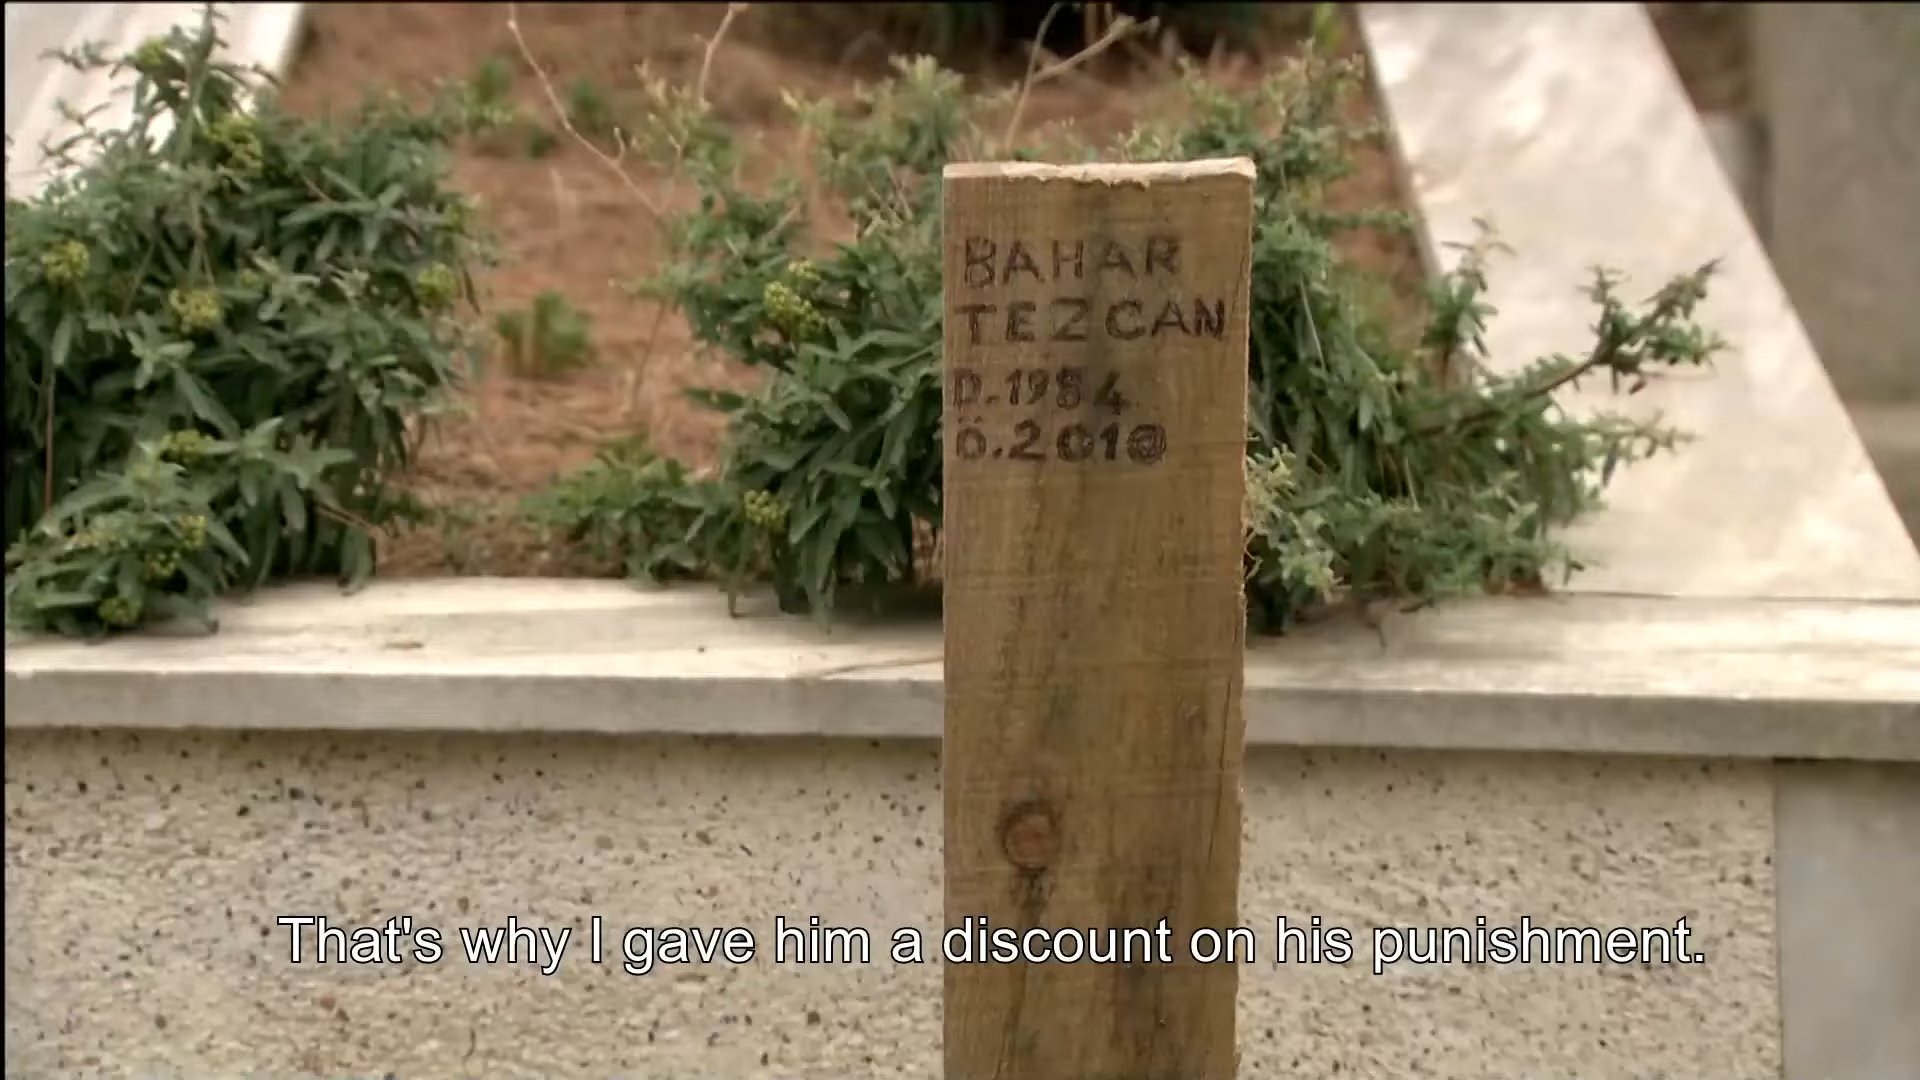 BAHAR
TEZCAN
D.1984
Ö.2010
That's why I gave him a discount on his punishment.